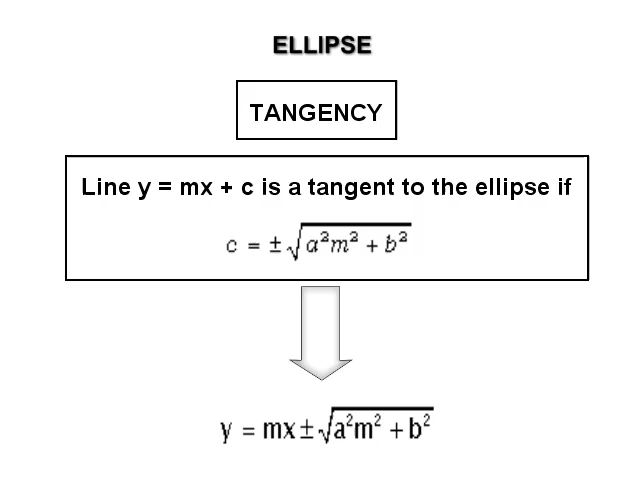 ELLIPSE
TANGENCY
Line y = mx + c is a tangent to the ellipse if
c = ±√a²m² + b²
y = mx ± √a²m² + b²